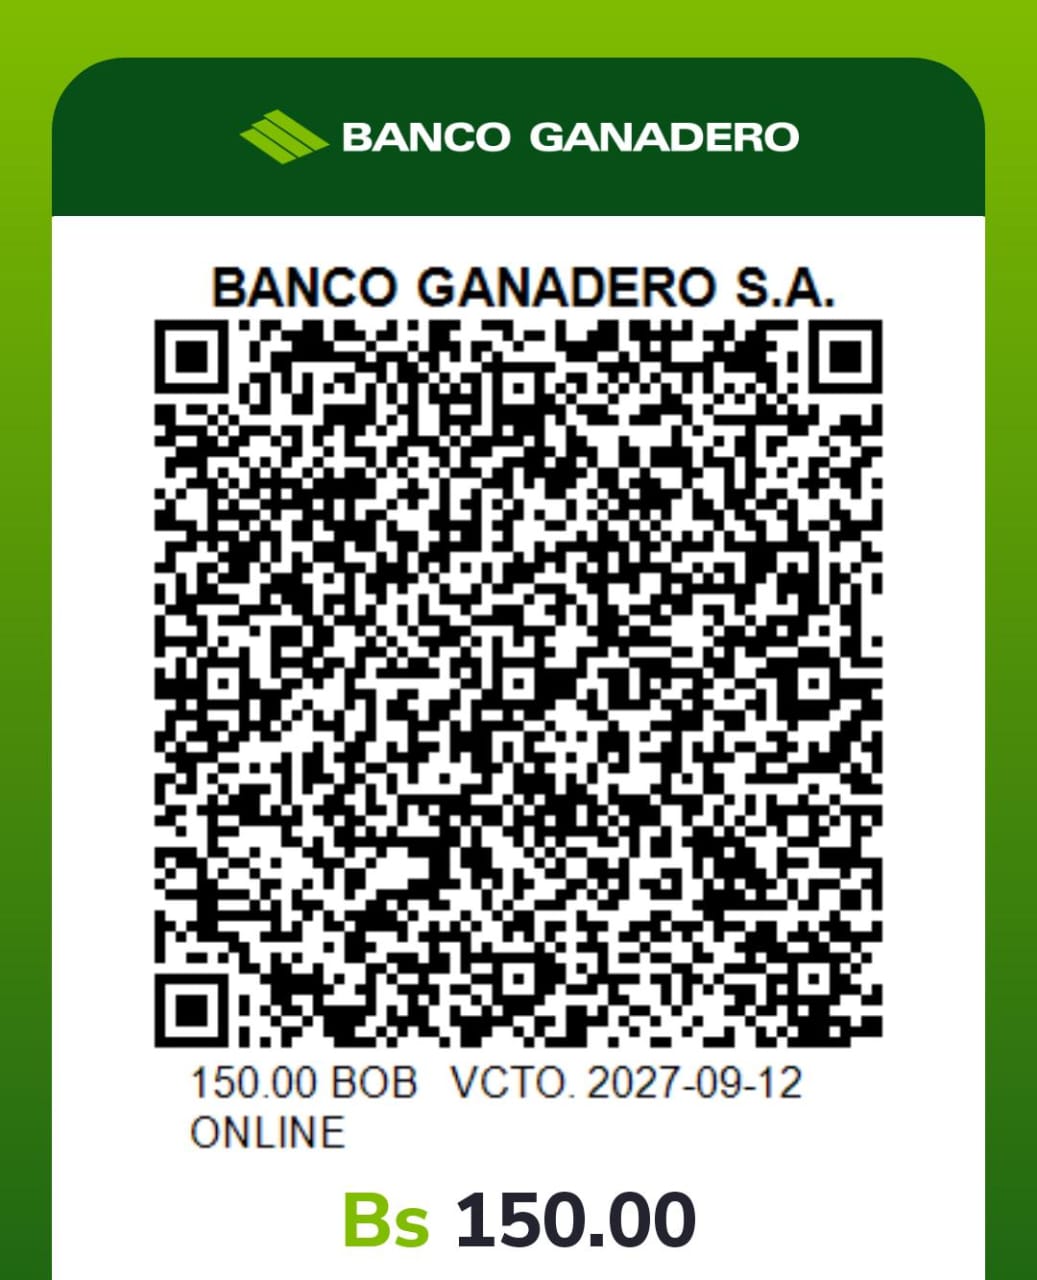 BANCO GANADERO
BANCO GANADERO S.A.
150.00 BOB VCTO. 2027-09-12
ONLINE
Bs 150.00